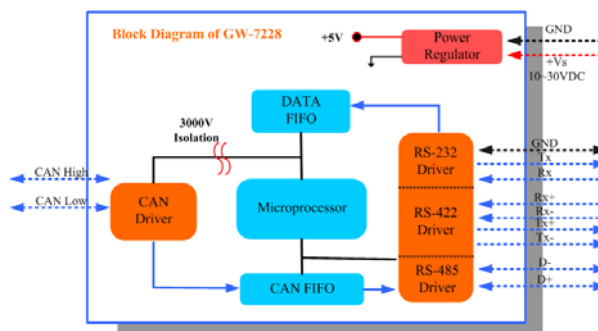 Block Diagram of GW-7228
+5V
Power
Regulator
GND
+Vs
10~30VDC
3000V
Isolation
DATA
FIFO
CAN High
CAN Low
CAN
Driver
Microprocessor
CAN FIFO
RS-232
Driver
RS-422
Driver
RS-485
Driver
GND
Tx
Rx
Rx+
Rx-
Tx+
Tx-
D-
D+